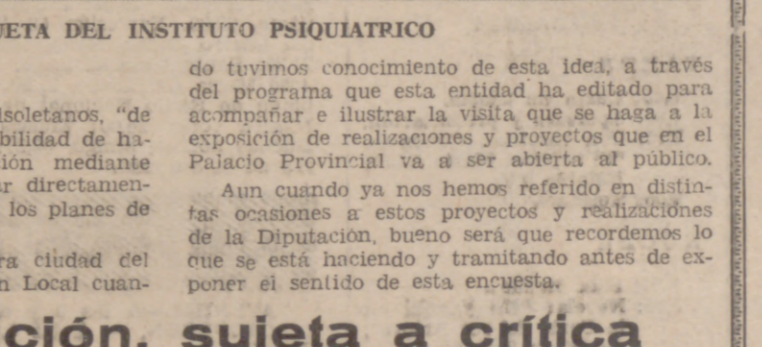 UETA DEL INSTITUTO PSIQUIATRICO
lsoletanos, "de
bilidad de ha-
ión mediante
r directamen-
los planes de
ra ciudad del
n Local cuan-
do tuvimos conocimiento de esta idea, a través
del programa que esta entidad ha editado para
acompañar e ilustrar la visita que se haga a la
exposición de realizaciones y proyectos que en el
Palacio Provincial va a ser abierta al público.
Aun cuando ya nos hemos referido en distin-
tas ocasiones a estos proyectos y realizaciones
de la Diputación, bueno será que recordemos lo
que se está haciendo y tramitando antes de ex-
poner el sentido de esta encuesta.
ción, sujeta a crítica